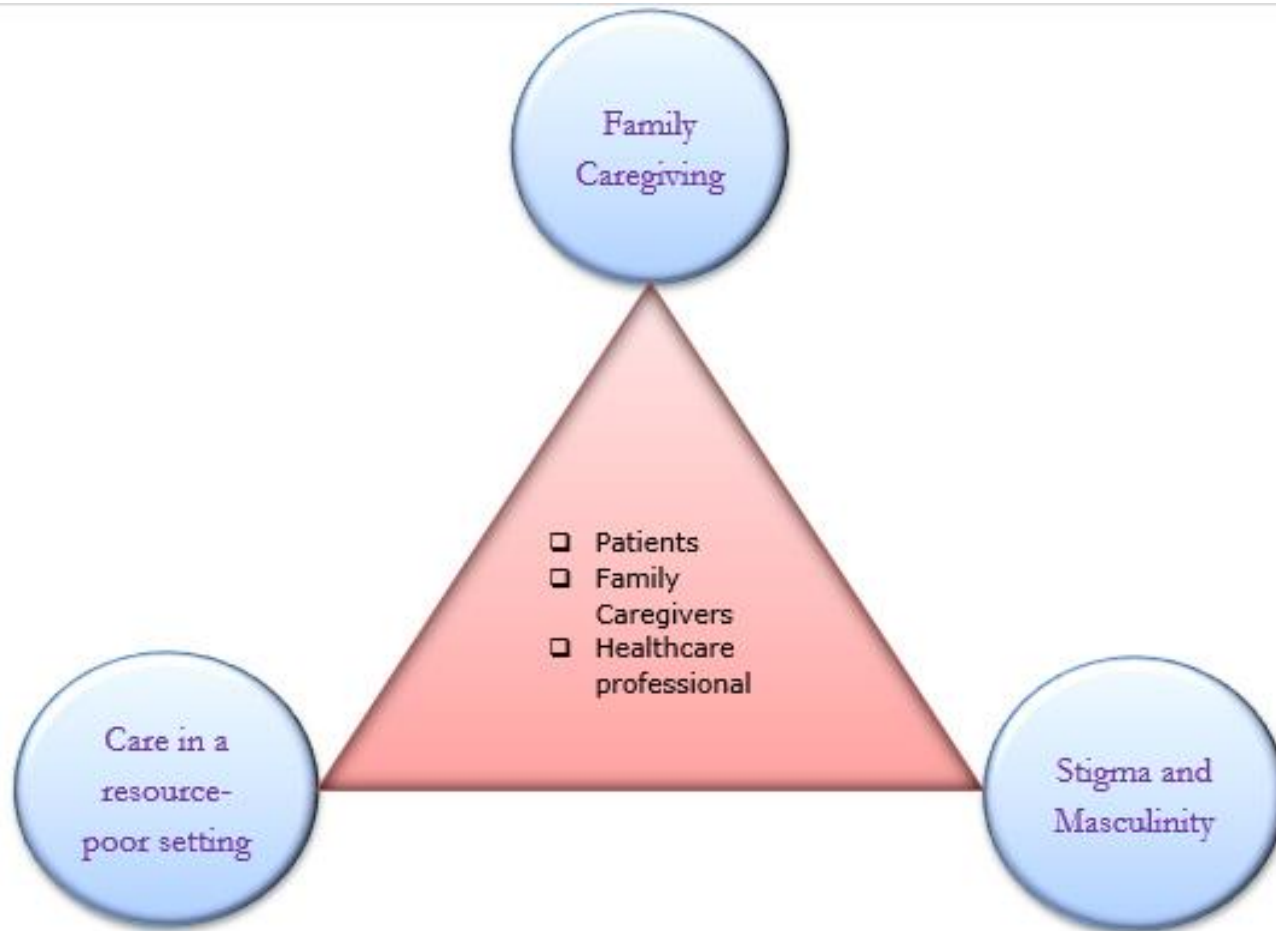 Family
Caregiving
❑ Patients
❑ Family
Caregivers
❑ Healthcare
professional
Care in a
resource-
poor setting
Stigma and
Masculinity